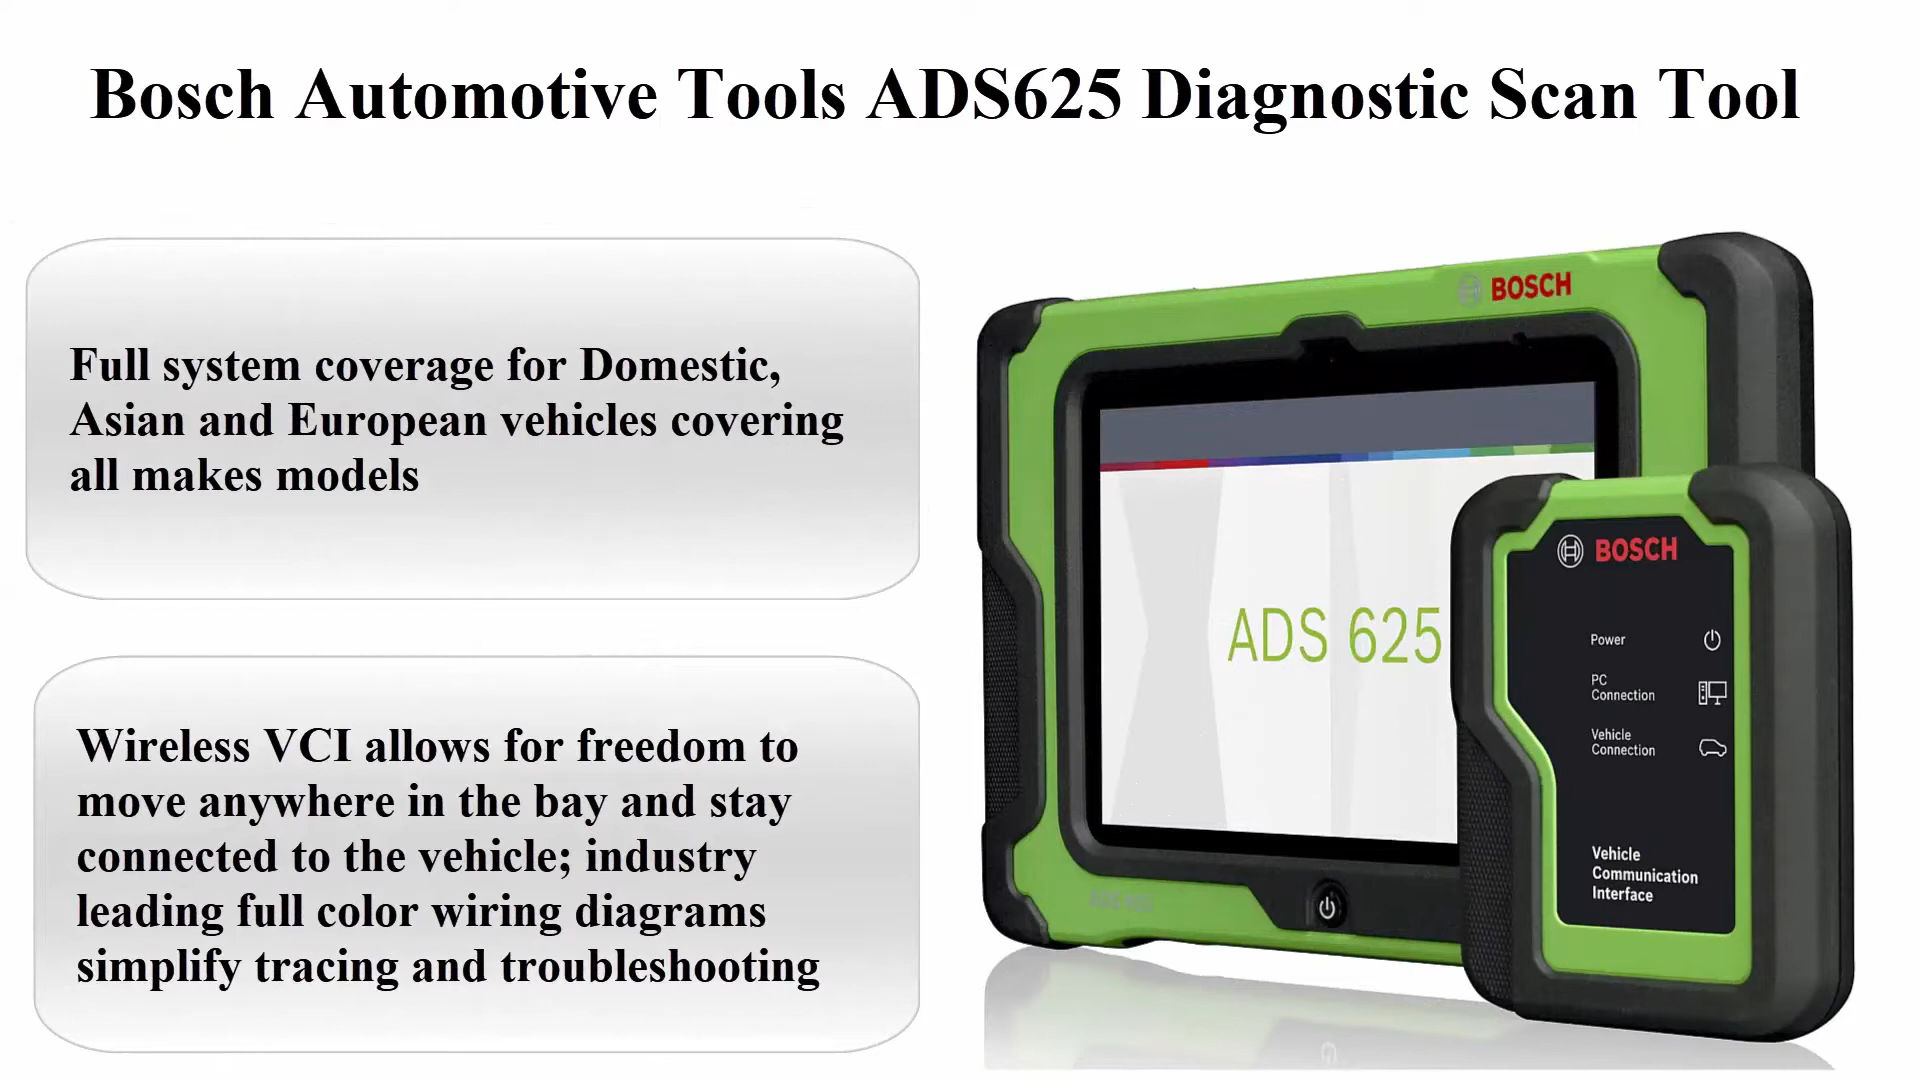 Bosch Automotive Tools ADS625 Diagnostic Scan Tool
Full system coverage for Domestic,
Asian and European vehicles covering
all makes models
Wireless VCI allows for freedom to
move anywhere in the bay and stay
connected to the vehicle; industry
leading full color wiring diagrams
simplify tracing and troubleshooting
BOSCH
ADS 625
BOSCH
Power
PC
Connection
Vehicle
Connection
Vehicle
Communication
Interface